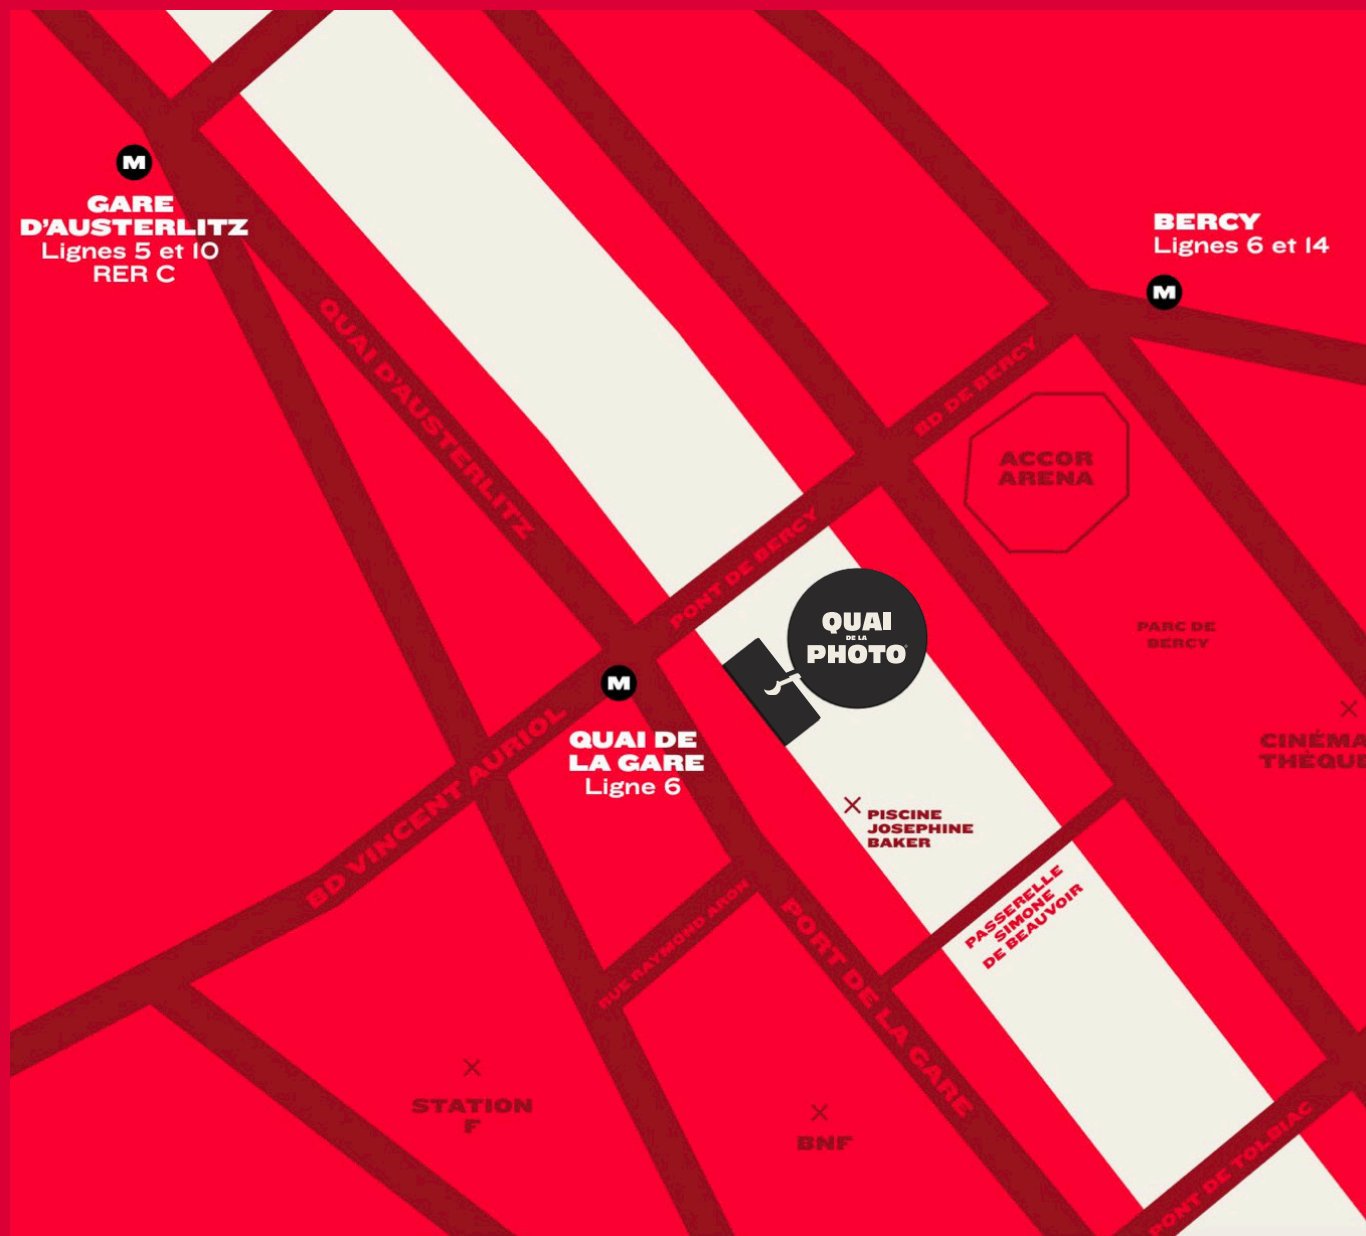 M
GARE
D'AUSTERLITZ
Lignes 5 et 10
RER C
BERCY
Lignes 6 et 14
M
QUAI D'AUSTERLITZ
BD DE BERCY
ACCOR
ARENA
PONT DE BERCY
QUAI
DE LA
PHOTO
PARC DE
BERCY
M
QUAI DE
LA GARE
Ligne 6
CINÉMA
THÈQUE
BD VINCENT AURIOL
PISCINE
JOSEPHINE
BAKER
PASSERELLE
SIMONE
DE BEAUVOIR
RUE RAYMOND ARON
PORT DE LA GARE
STATION
F
BNF
PONT DE TOLBIAC